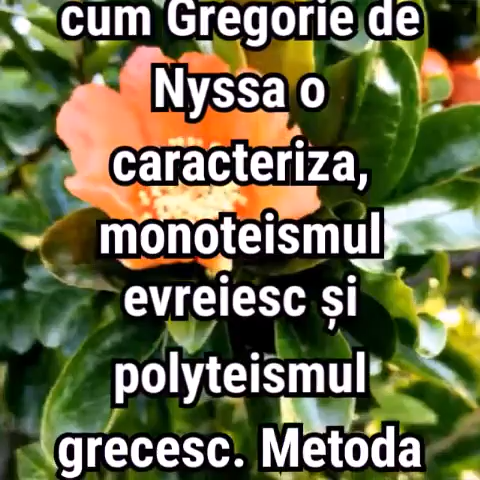 cum Gregorie de
Nyssa o
caracteriza,
monoteismul
evreiesc și
polyteismul
grecesc. Metoda